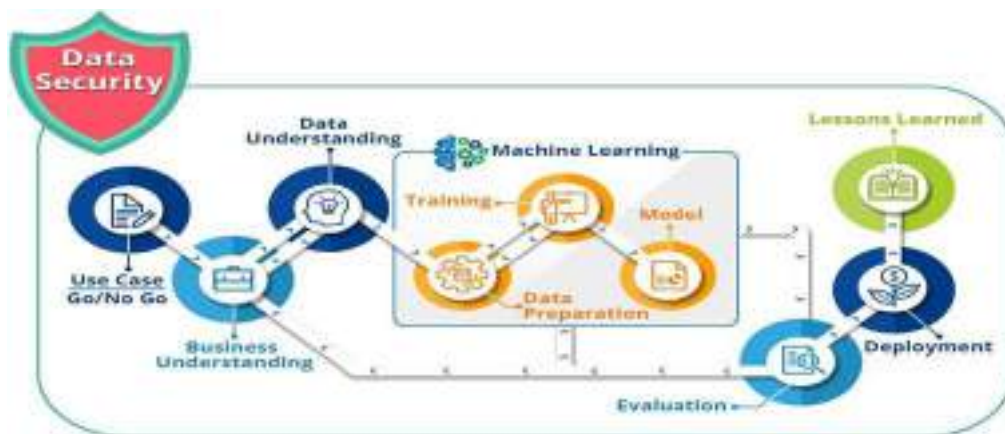 Data
Security
Use Case
Go/No Go
Business
Understanding
Data
Understanding
Machine Learning
Training
Data
Preparation
Model
Evaluation
Deployment
Lessons Learned